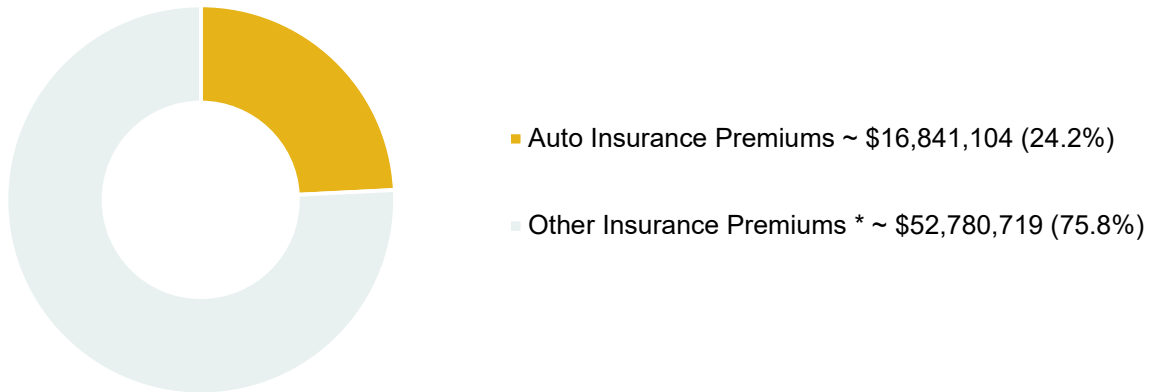 Auto Insurance Premiums ~ $16,841,104 (24.2%)
Other Insurance Premiums * ~ $52,780,719 (75.8%)